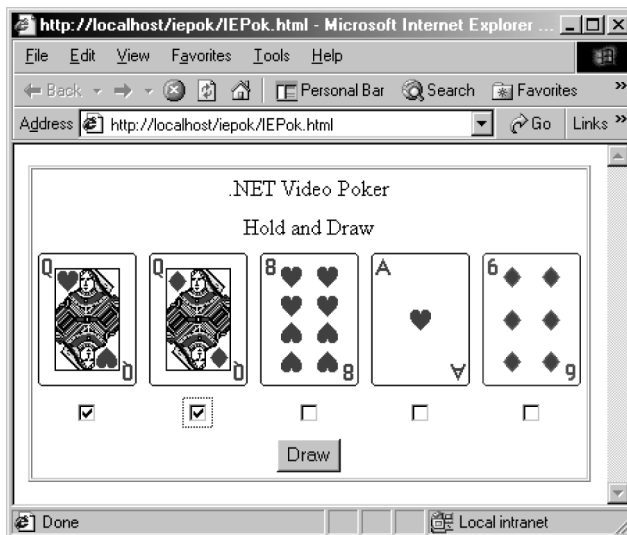 http://localhost/iepok/IEPok.html - Microsoft Internet Explorer ...
File Edit View Favorites Tools Help
Back Personal Bar Search Favorites »
Address http://localhost/iepok/IEPok.html Go Links »
.NET Video Poker
Hold and Draw
Q Q 8 A 6
Q Q 8 A 6
Draw
Done Local intranet